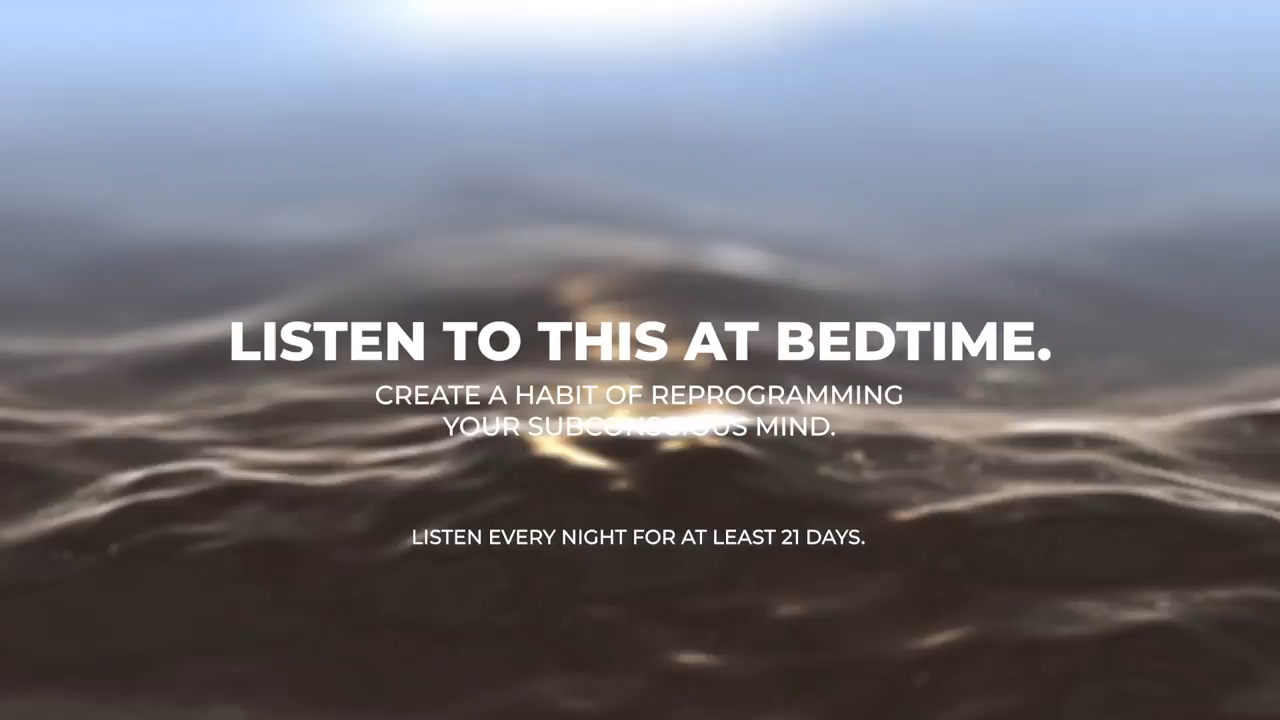 LISTEN TO THIS AT BEDTIME.
CREATE A HABIT OF REPROGRAMMING
YOUR SUBCONSCIOUS MIND.
LISTEN EVERY NIGHT FOR AT LEAST 21 DAYS.